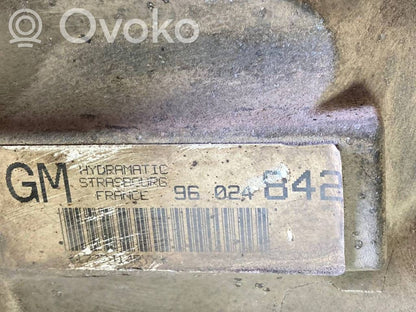 Ovoko
GM HYDRAMATIC
STRASBOURG
FRANCE 96 024 842